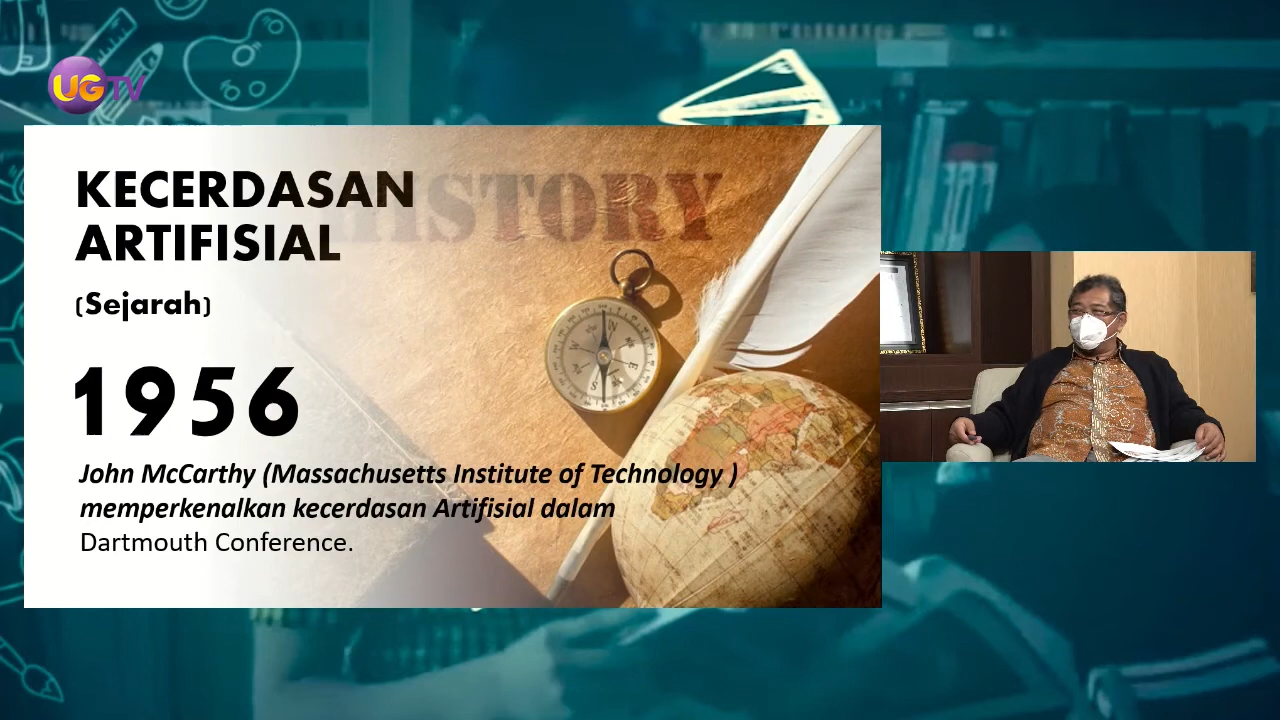 UGTV
HISTORY
KECERDASAN
ARTIFISIAL
(Sejarah)
1956
John McCarthy (Massachusetts Institute of Technology )
memperkenalkan kecerdasan Artifisial dalam
Dartmouth Conference.
N
E
S
W